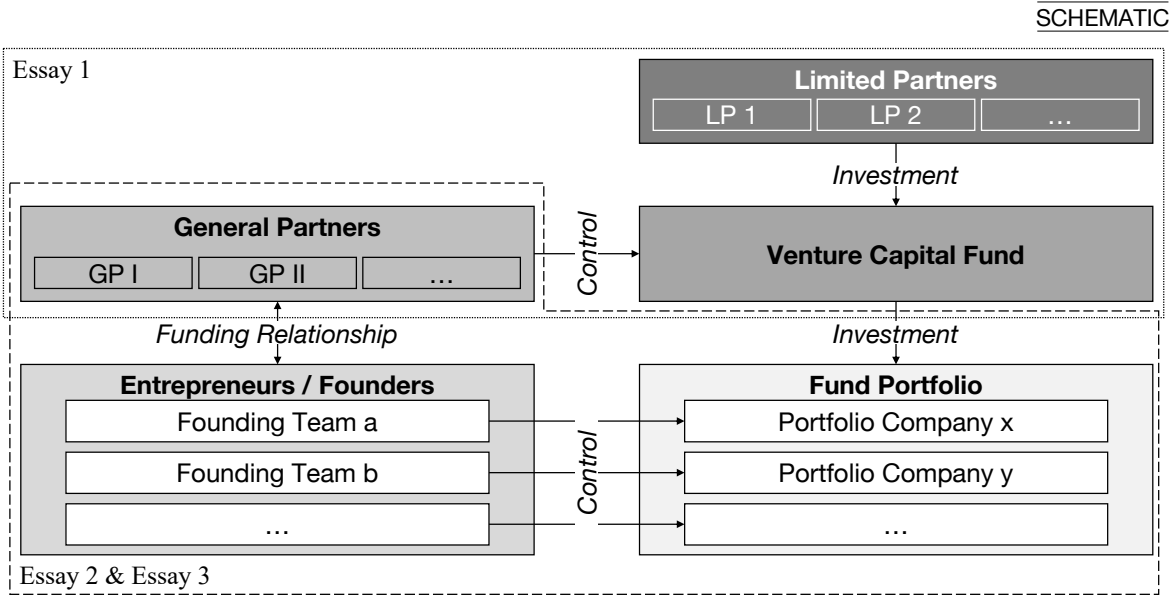 SCHEMATIC
Essay 1
Limited Partners
LP 1 LP 2 …
Investment
General Partners
GP I GP II …
Control
Venture Capital Fund
Funding Relationship
Investment
Entrepreneurs / Founders
Founding Team a
Founding Team b
…
Control
Fund Portfolio
Portfolio Company x
Portfolio Company y
…
Essay 2 & Essay 3